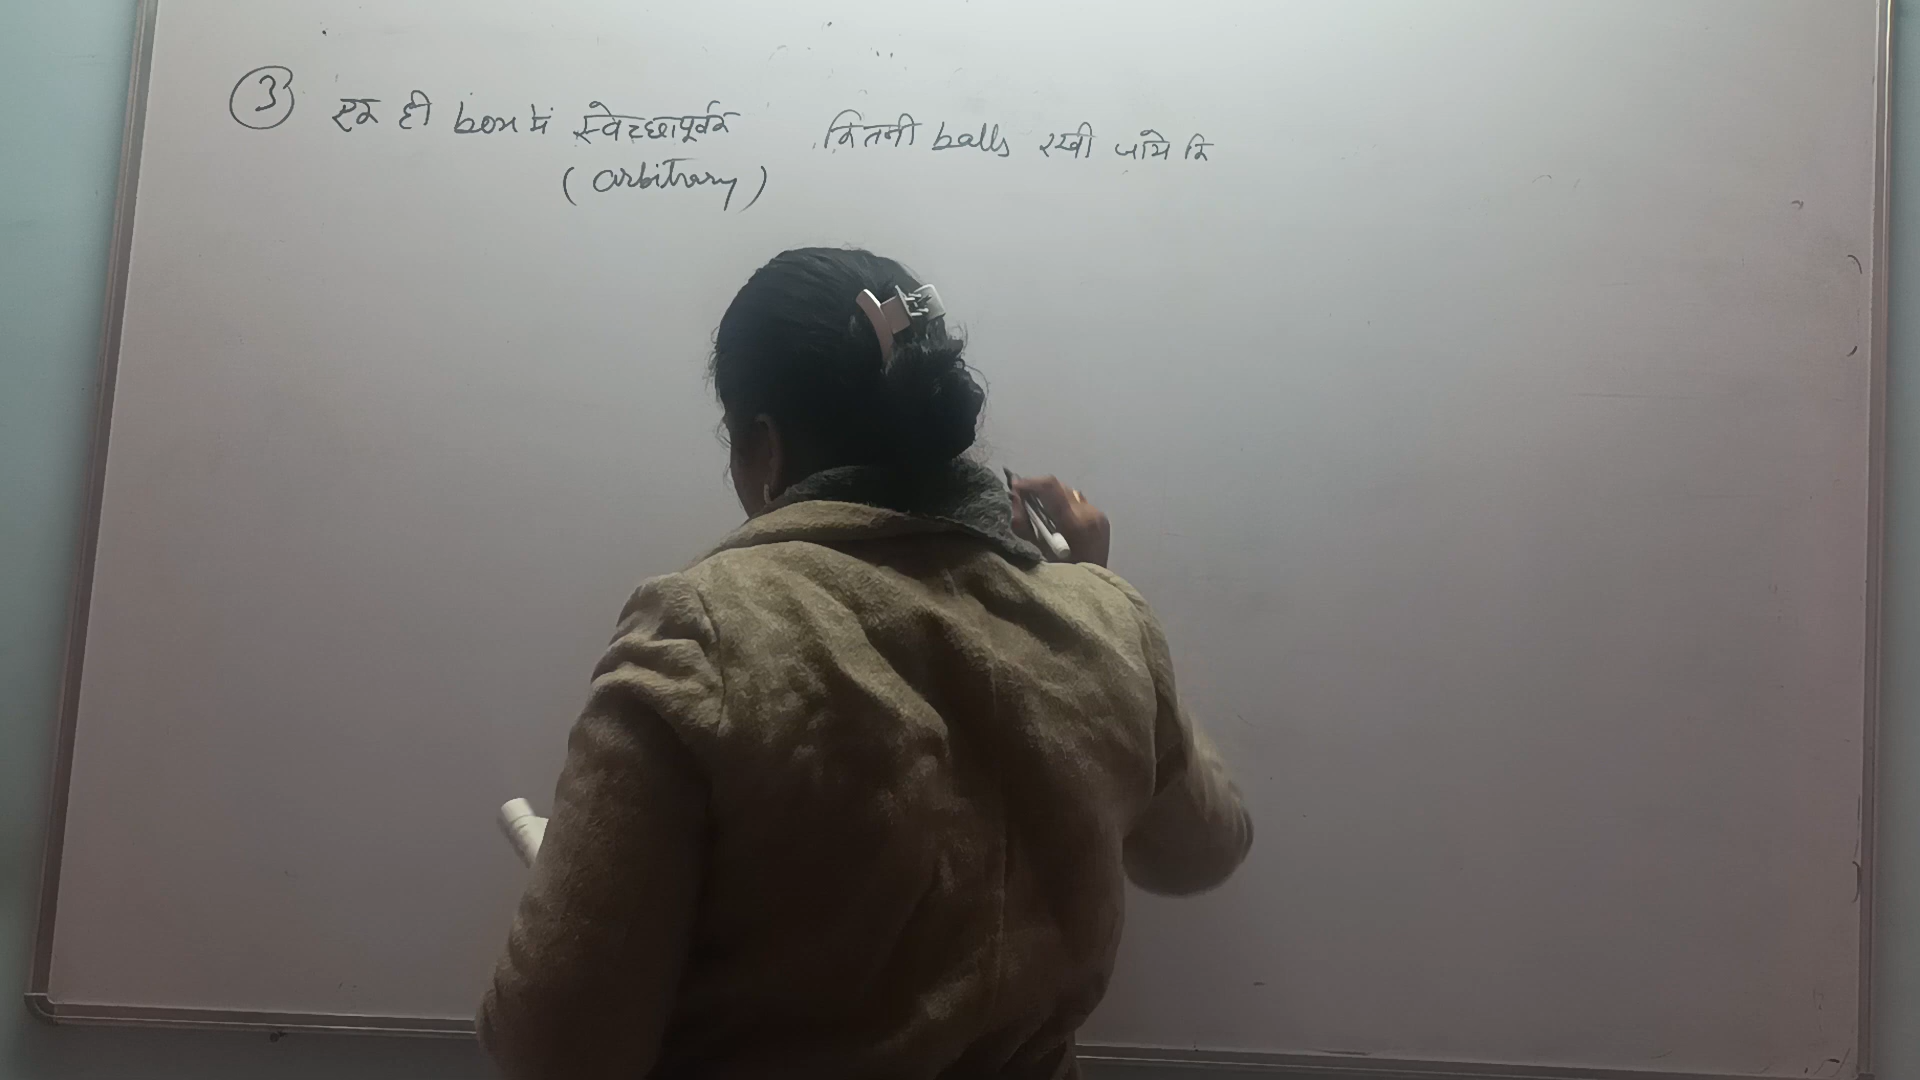 ③ एक ही box में स्वेच्छापूर्वक कितनी balls रखी जाये कि
(arbitrary)